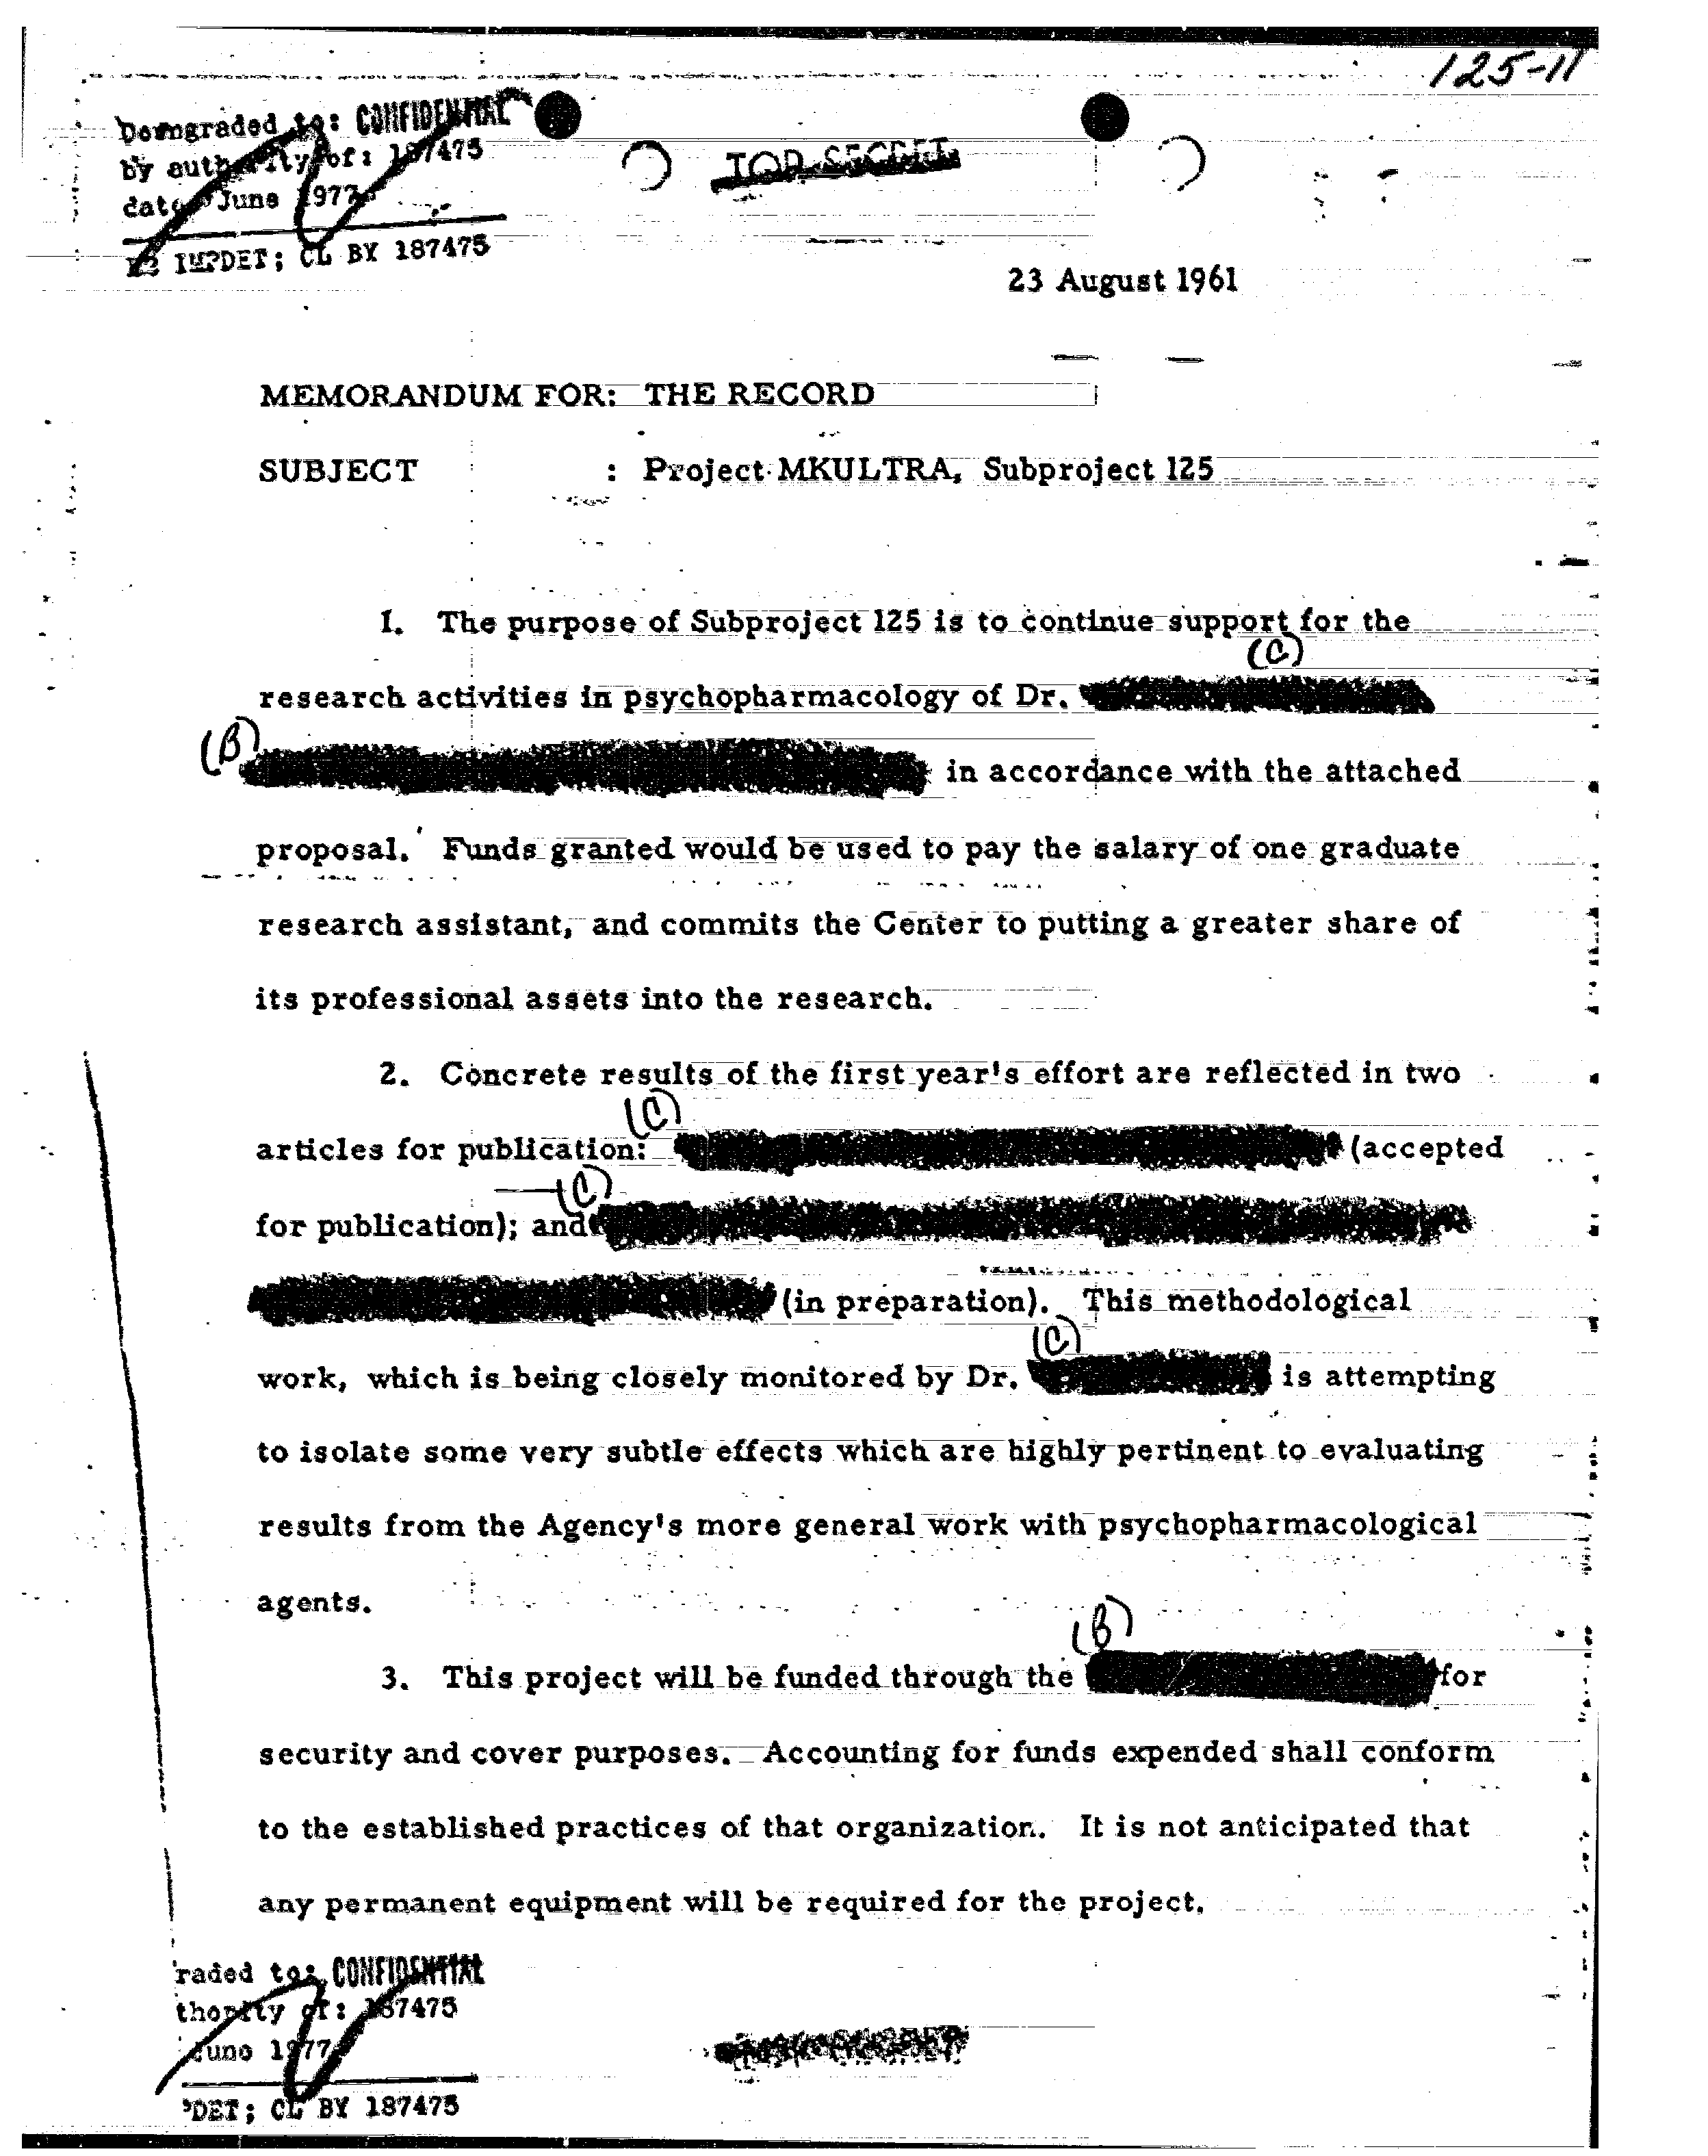 125-11
Downgraded to: CONFIDENTIAL
by authority of: 187475
date: June 1977
TOP SECRET
E2 IMPDET; CL BY 187475
23 August 1961
MEMORANDUM FOR: THE RECORD
SUBJECT : Project MKULTRA, Subproject 125
1. The purpose of Subproject 125 is to continue support for the
(C)
research activities in psychopharmacology of Dr.
(B)
in accordance with the attached
proposal. Funds granted would be used to pay the salary of one graduate
research assistant, and commits the Center to putting a greater share of
its professional assets into the research.
2. Concrete results of the first year's effort are reflected in two
(C)
articles for publication: (accepted
(C)
for publication); and
(in preparation). This methodological
(C)
work, which is being closely monitored by Dr. is attempting
to isolate some very subtle effects which are highly pertinent to evaluating
results from the Agency's more general work with psychopharmacological
agents.
(B)
3. This project will be funded through the for
security and cover purposes. Accounting for funds expended shall conform
to the established practices of that organization. It is not anticipated that
any permanent equipment will be required for the project.
raded to: CONFIDENTIAL
thority of: 187475
June 1977
PDET; CL BY 187475